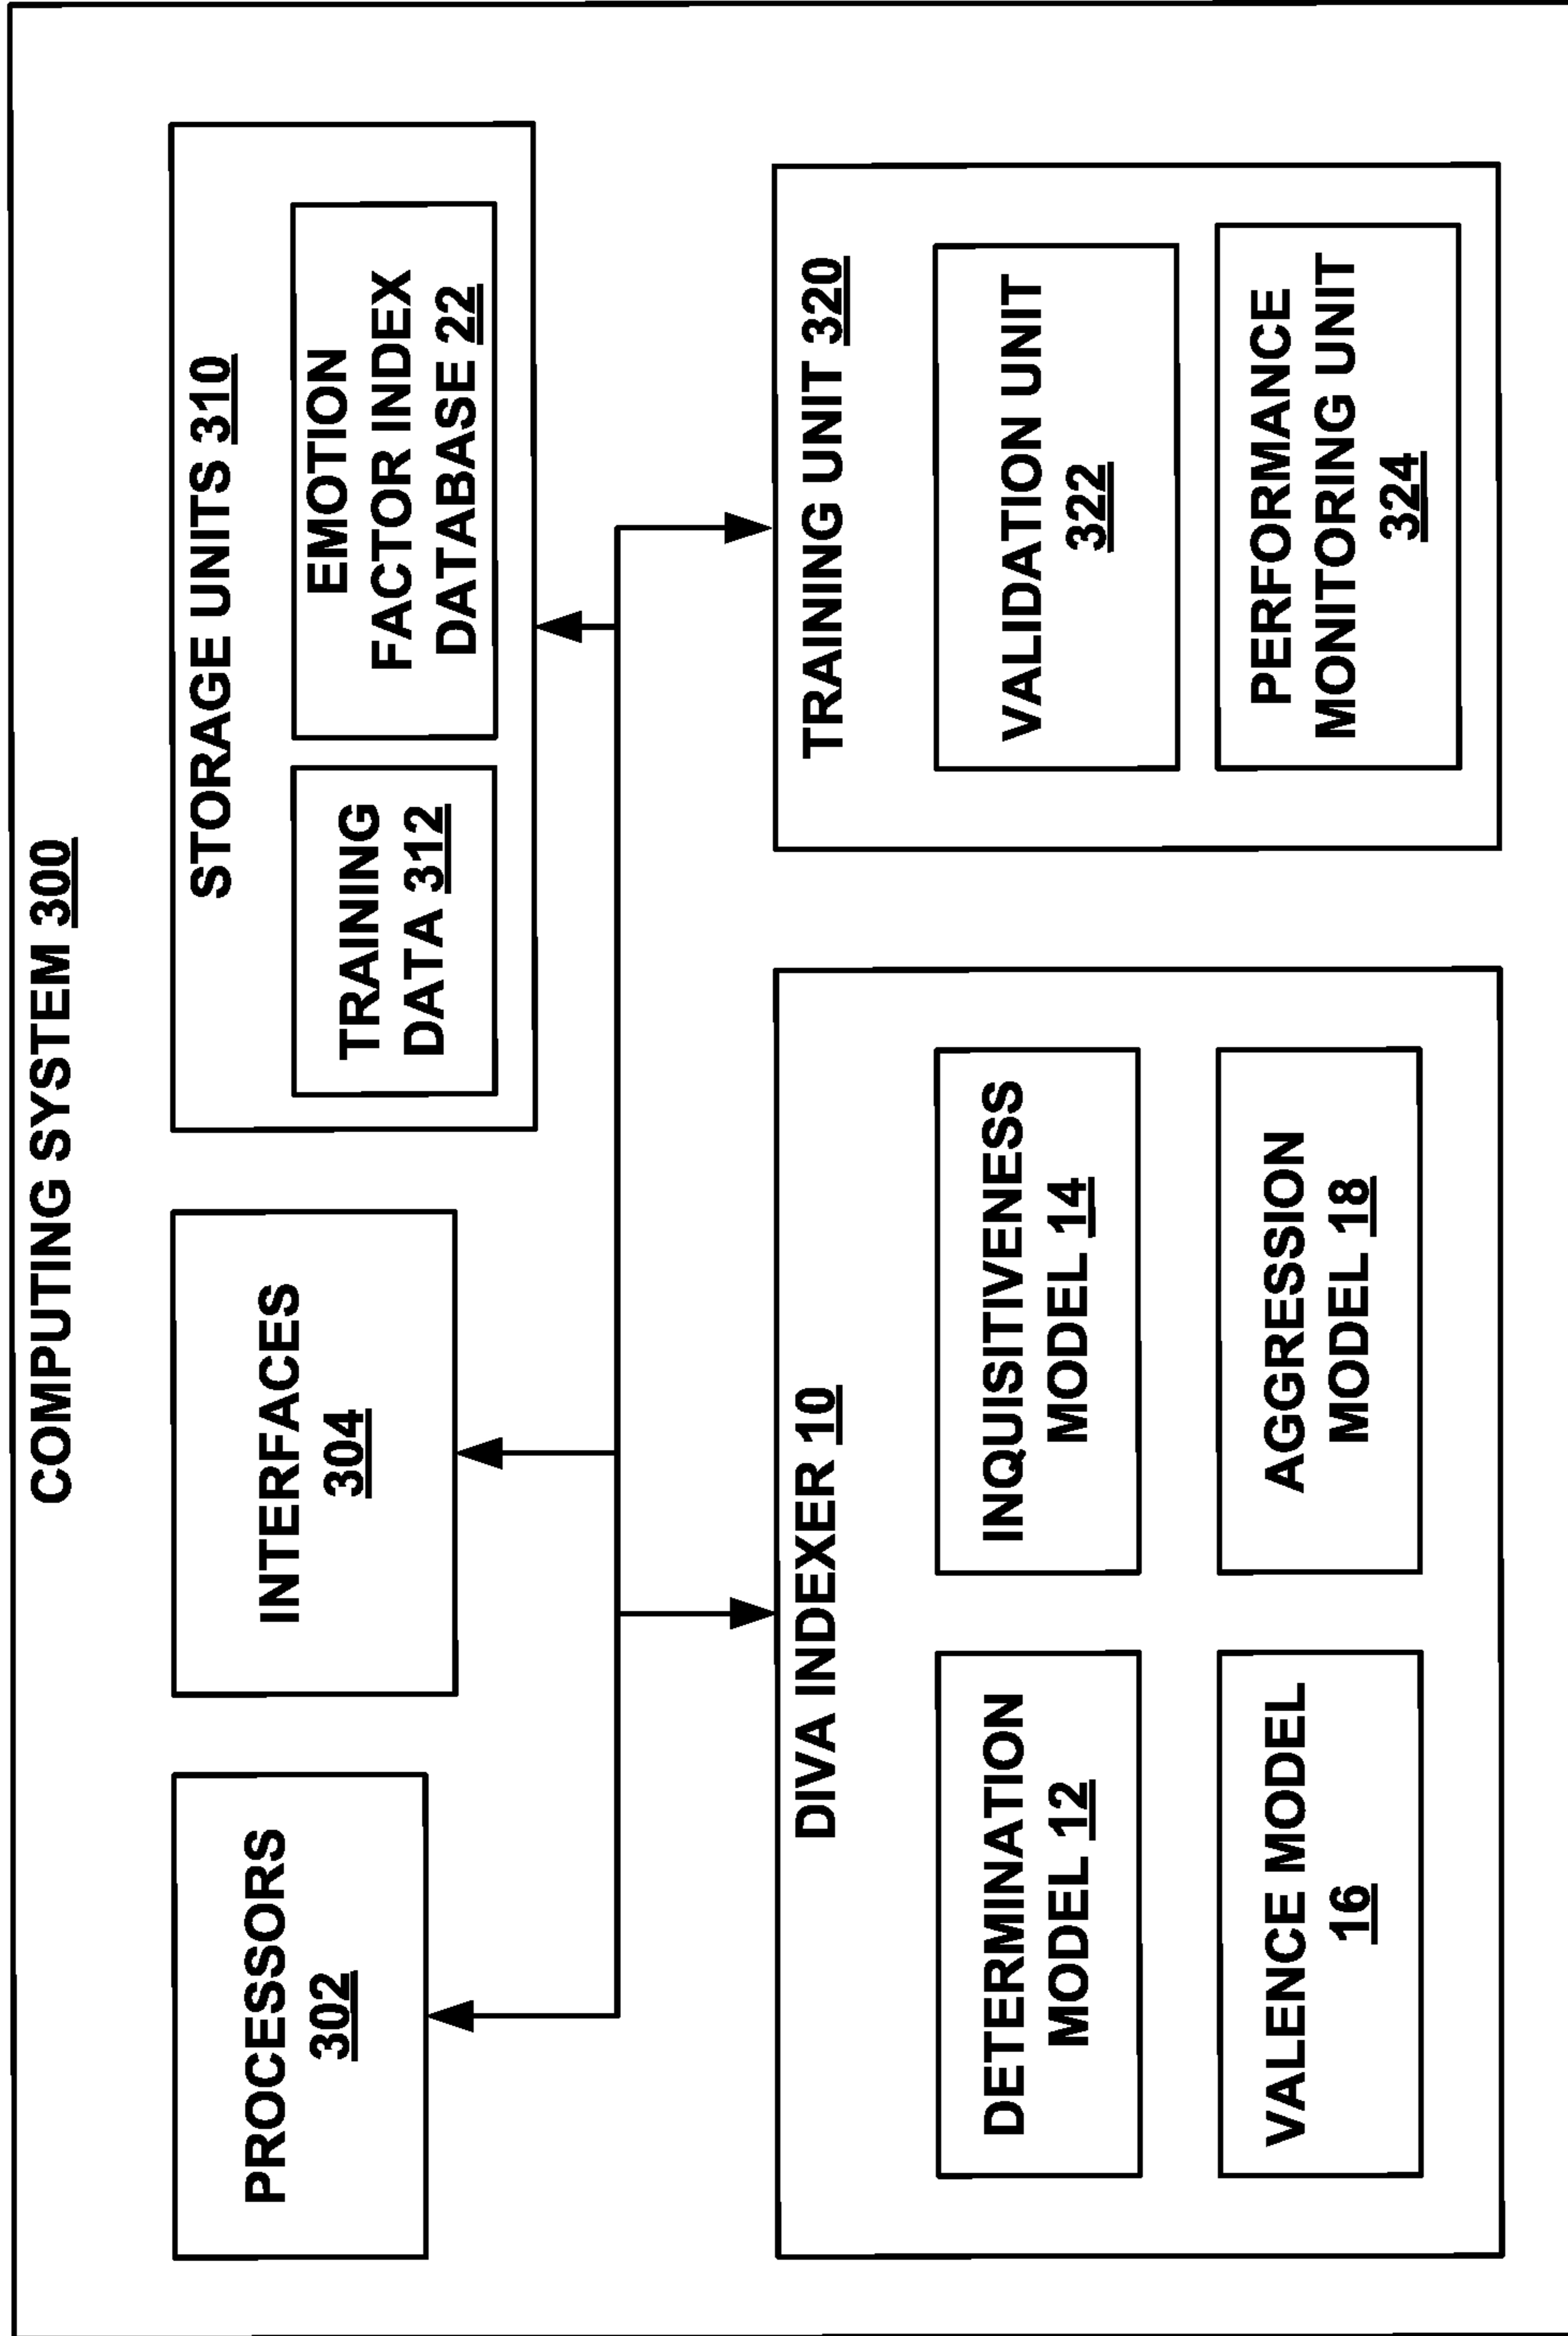 COMPUTING SYSTEM 300
PROCESSORS
302
INTERFACES
304
STORAGE UNITS 310
TRAINING
DATA 312
EMOTION
FACTOR INDEX
DATABASE 22
DIVA INDEXER 10
DETERMINATION
MODEL 12
INQUISITIVENESS
MODEL 14
VALENCE MODEL
16
AGGRESSION
MODEL 18
TRAINING UNIT 320
VALIDATION UNIT
322
PERFORMANCE
MONITORING UNIT
324